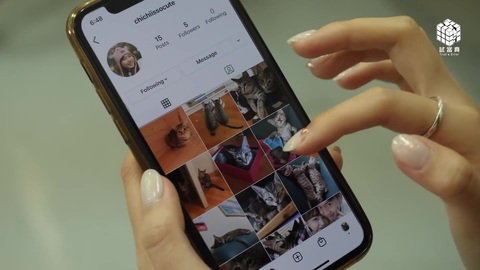 6:48
chichiissocute
15
Posts
5
Followers
0
Following
Following
Message
試當真